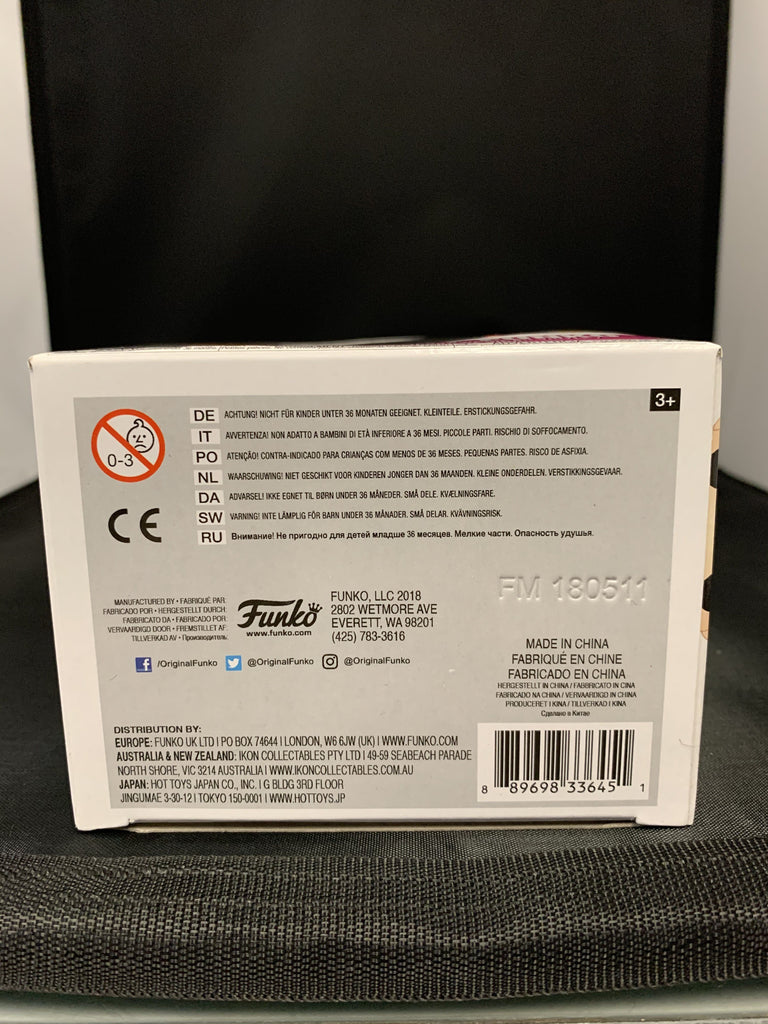 3+
0-3
DE ACHTUNG! NICHT FÜR KINDER UNTER 36 MONATEN GEEIGNET. KLEINTEILE. ERSTICKUNGSGEFAHR.
IT AVVERTENZA! NON ADATTO A BAMBINI DI ETÀ INFERIORE A 36 MESI. PICCOLE PARTI. RISCHIO DI SOFFOCAMENTO.
PO ATENÇÃO! CONTRA-INDICADO PARA CRIANÇAS COM MENOS DE 36 MESES. PEQUENAS PARTES. RISCO DE ASFIXIA.
NL WAARSCHUWING! NIET GESCHIKT VOOR KINDEREN JONGER DAN 36 MAANDEN. KLEINE ONDERDELEN. VERSTIKKINGSGEVAAR.
DA ADVARSEL! IKKE EGNET TIL BØRN UNDER 36 MÅNEDER. SMÅ DELE. KVÆLNINGSFARE.
SW VARNING! INTE LÄMPLIG FÖR BARN UNDER 36 MÅNADER. SMÅ DELAR. KVÄVNINGSRISK.
RU Внимание! Не пригодно для детей младше 36 месяцев. Мелкие части. Опасность удушья.
CE
FM 180511
MANUFACTURED BY • FABRIQUÉ PAR:
FABRICADO POR • HERGESTELLT DURCH:
FABBRICATO DA • FABRICADO POR:
VERVAARDIGD DOOR • FREMSTILLET AF:
TILLVERKAD AV • Производитель:
Funko
www.funko.com
FUNKO, LLC 2018
2802 WETMORE AVE
EVERETT, WA 98201
(425) 783-3616
/OriginalFunko @OriginalFunko @OriginalFunko
MADE IN CHINA
FABRIQUÉ EN CHINE
FABRICADO EN CHINA
HERGESTELLT IN CHINA / FABBRICATO IN CINA
FABRICADO NA CHINA / VERVAARDIGD IN CHINA
PRODUCERET I KINA / TILLVERKAD I KINA
Сделано в Китае
DISTRIBUTION BY:
EUROPE: FUNKO UK LTD | PO BOX 74644 | LONDON, W6 6JW (UK) | WWW.FUNKO.COM
AUSTRALIA & NEW ZEALAND: IKON COLLECTABLES PTY LTD | 49-59 SEABEACH PARADE
NORTH SHORE, VIC 3214 AUSTRALIA | WWW.IKONCOLLECTABLES.COM.AU
JAPAN: HOT TOYS JAPAN CO., INC. | G BLDG 3RD FLOOR
JINGUMAE 3-30-12 | TOKYO 150-0001 | WWW.HOTTOYS.JP
8 89698 33645 1